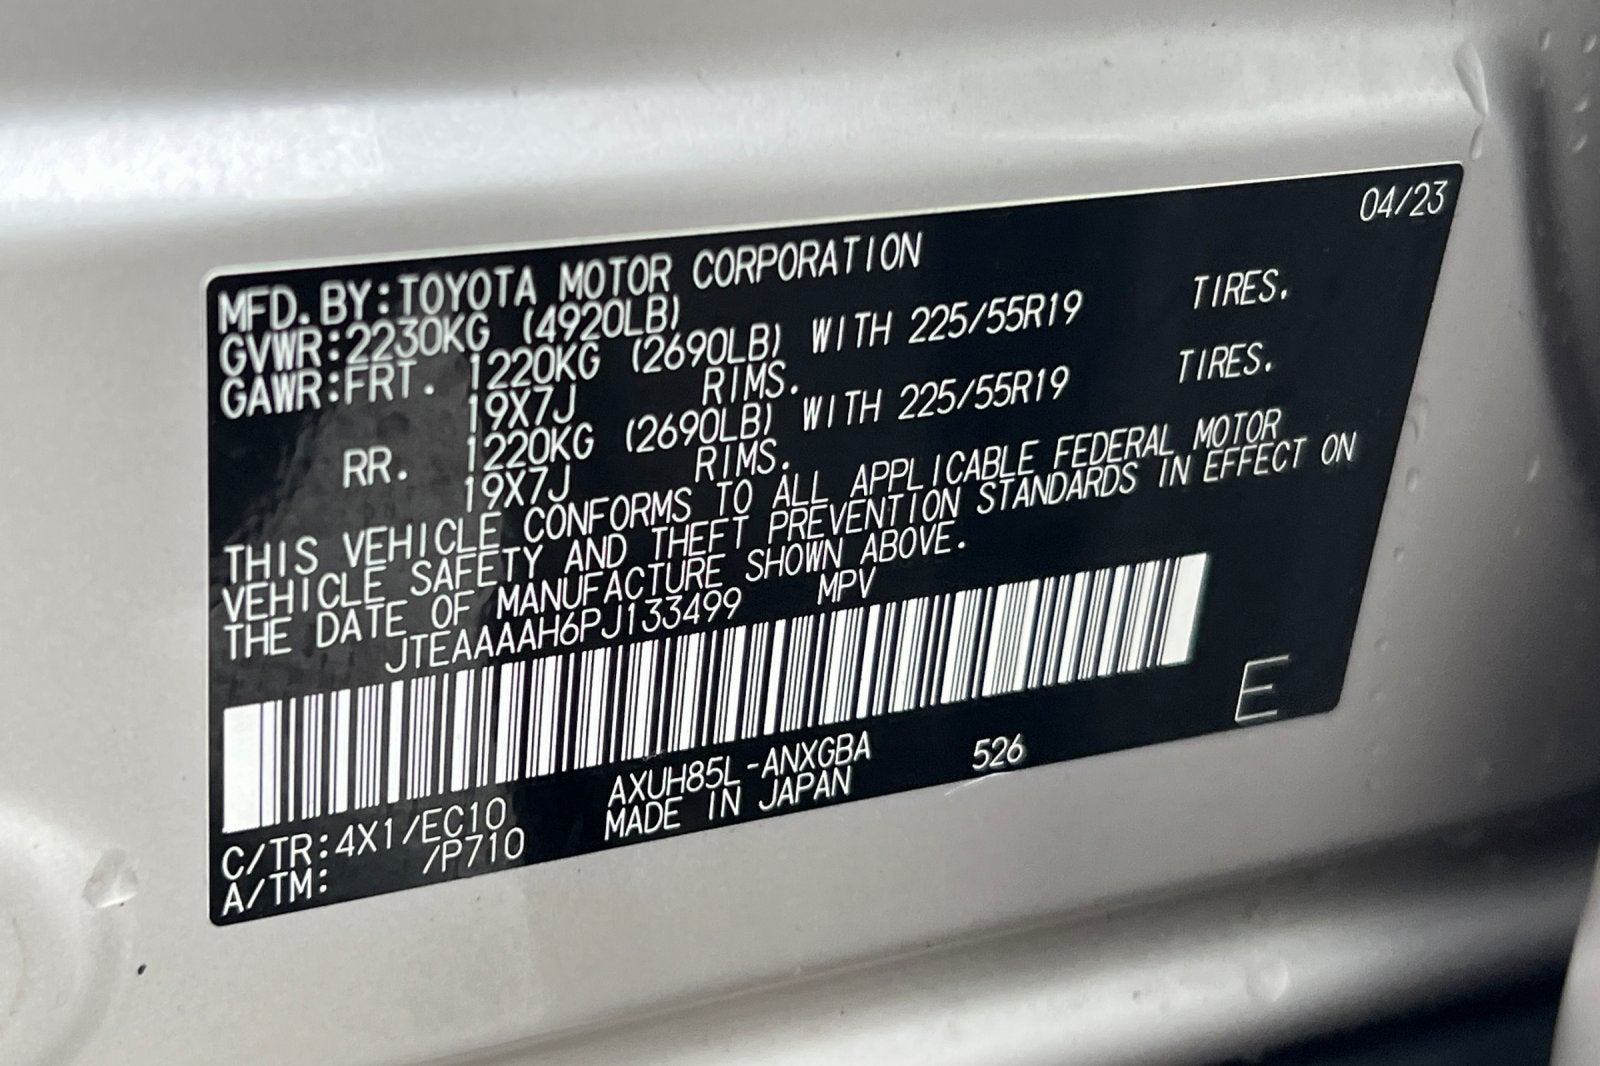 04/23
MFD.BY:TOYOTA MOTOR CORPORATION
GVWR:2230KG (4920LB)
GAWR:FRT. 1220KG (2690LB) WITH 225/55R19 TIRES.
19X7J RIMS.
RR. 1220KG (2690LB) WITH 225/55R19 TIRES.
19X7J RIMS.
THIS VEHICLE CONFORMS TO ALL APPLICABLE FEDERAL MOTOR
VEHICLE SAFETY AND THEFT PREVENTION STANDARDS IN EFFECT ON
THE DATE OF MANUFACTURE SHOWN ABOVE.
JTEAAAAH6PJ133499 MPV
E
C/TR:4X1/EC10 AXUH85L-ANXGBA 526
A/TM: /P710 MADE IN JAPAN